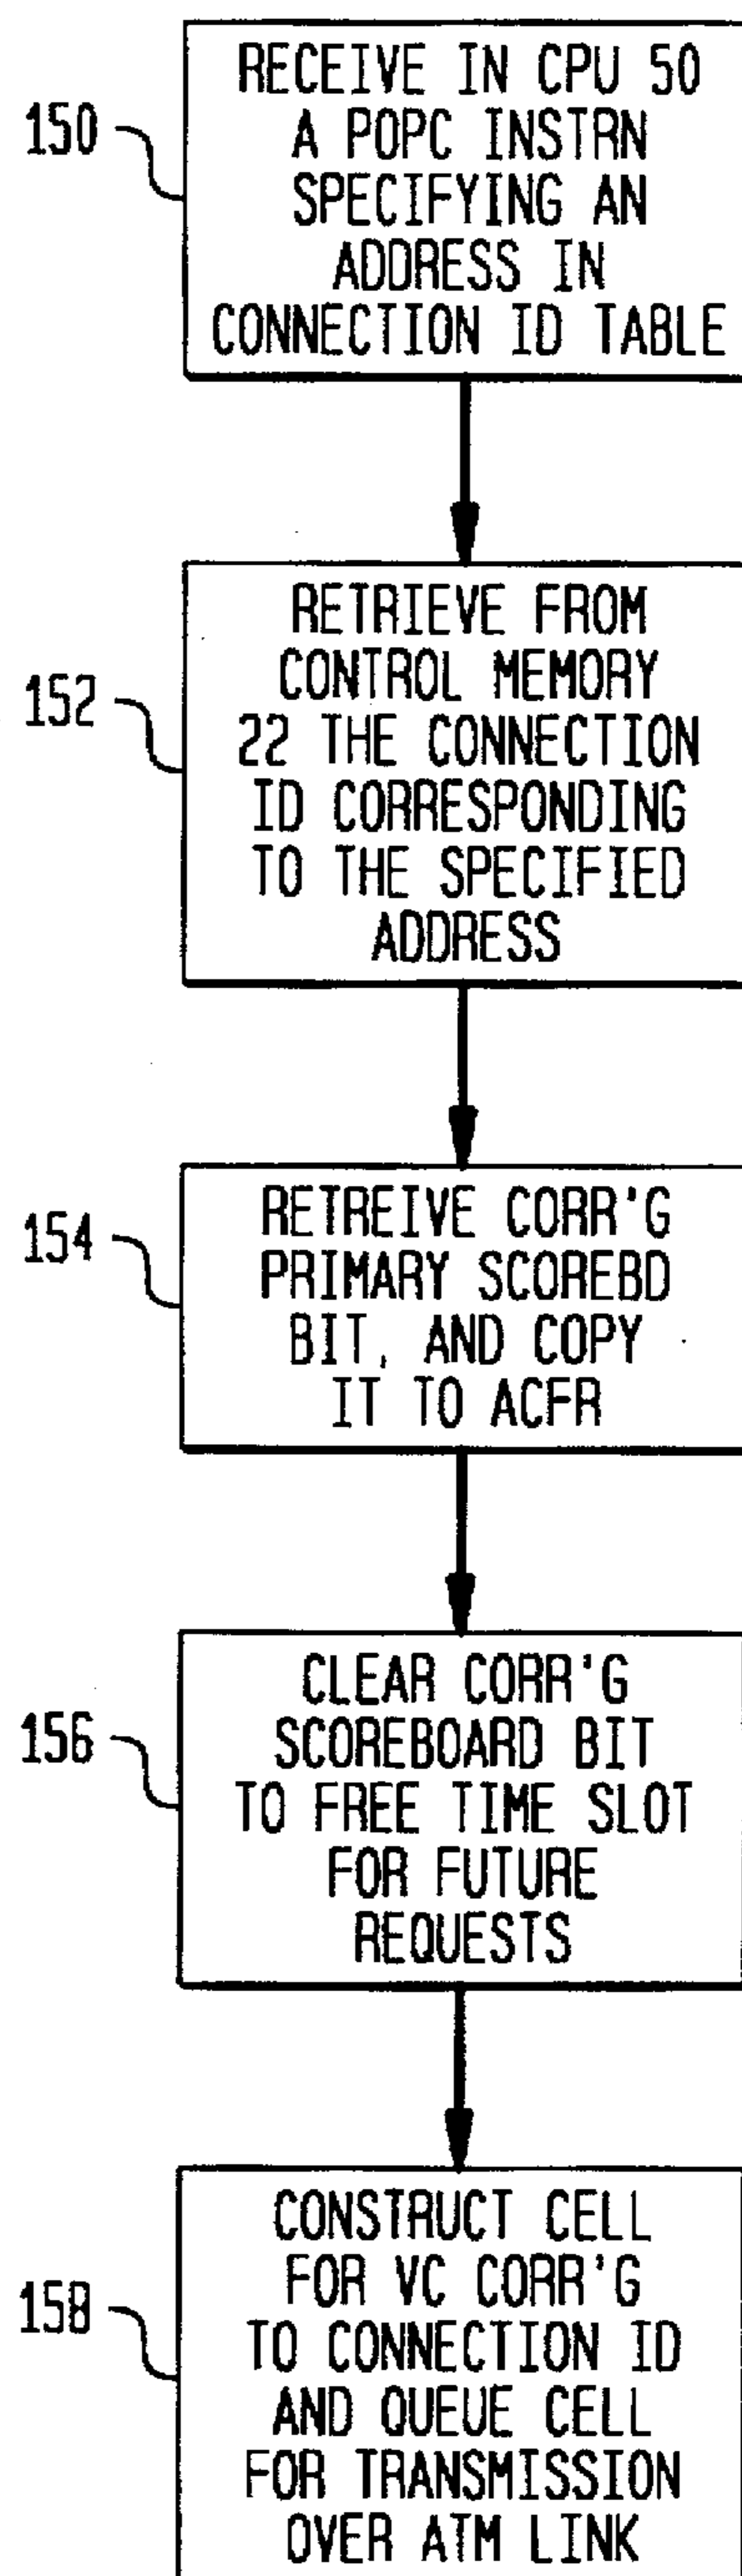 150
RECEIVE IN CPU 50
A POPC INSTRN
SPECIFYING AN
ADDRESS IN
CONNECTION ID TABLE
152
RETRIEVE FROM
CONTROL MEMORY
22 THE CONNECTION
ID CORRESPONDING
TO THE SPECIFIED
ADDRESS
154
RETREIVE CORR'G
PRIMARY SCOREBD
BIT, AND COPY
IT TO ACFR
156
CLEAR CORR'G
SCOREBOARD BIT
TO FREE TIME SLOT
FOR FUTURE
REQUESTS
158
CONSTRUCT CELL
FOR VC CORR'G
TO CONNECTION ID
AND QUEUE CELL
FOR TRANSMISSION
OVER ATM LINK